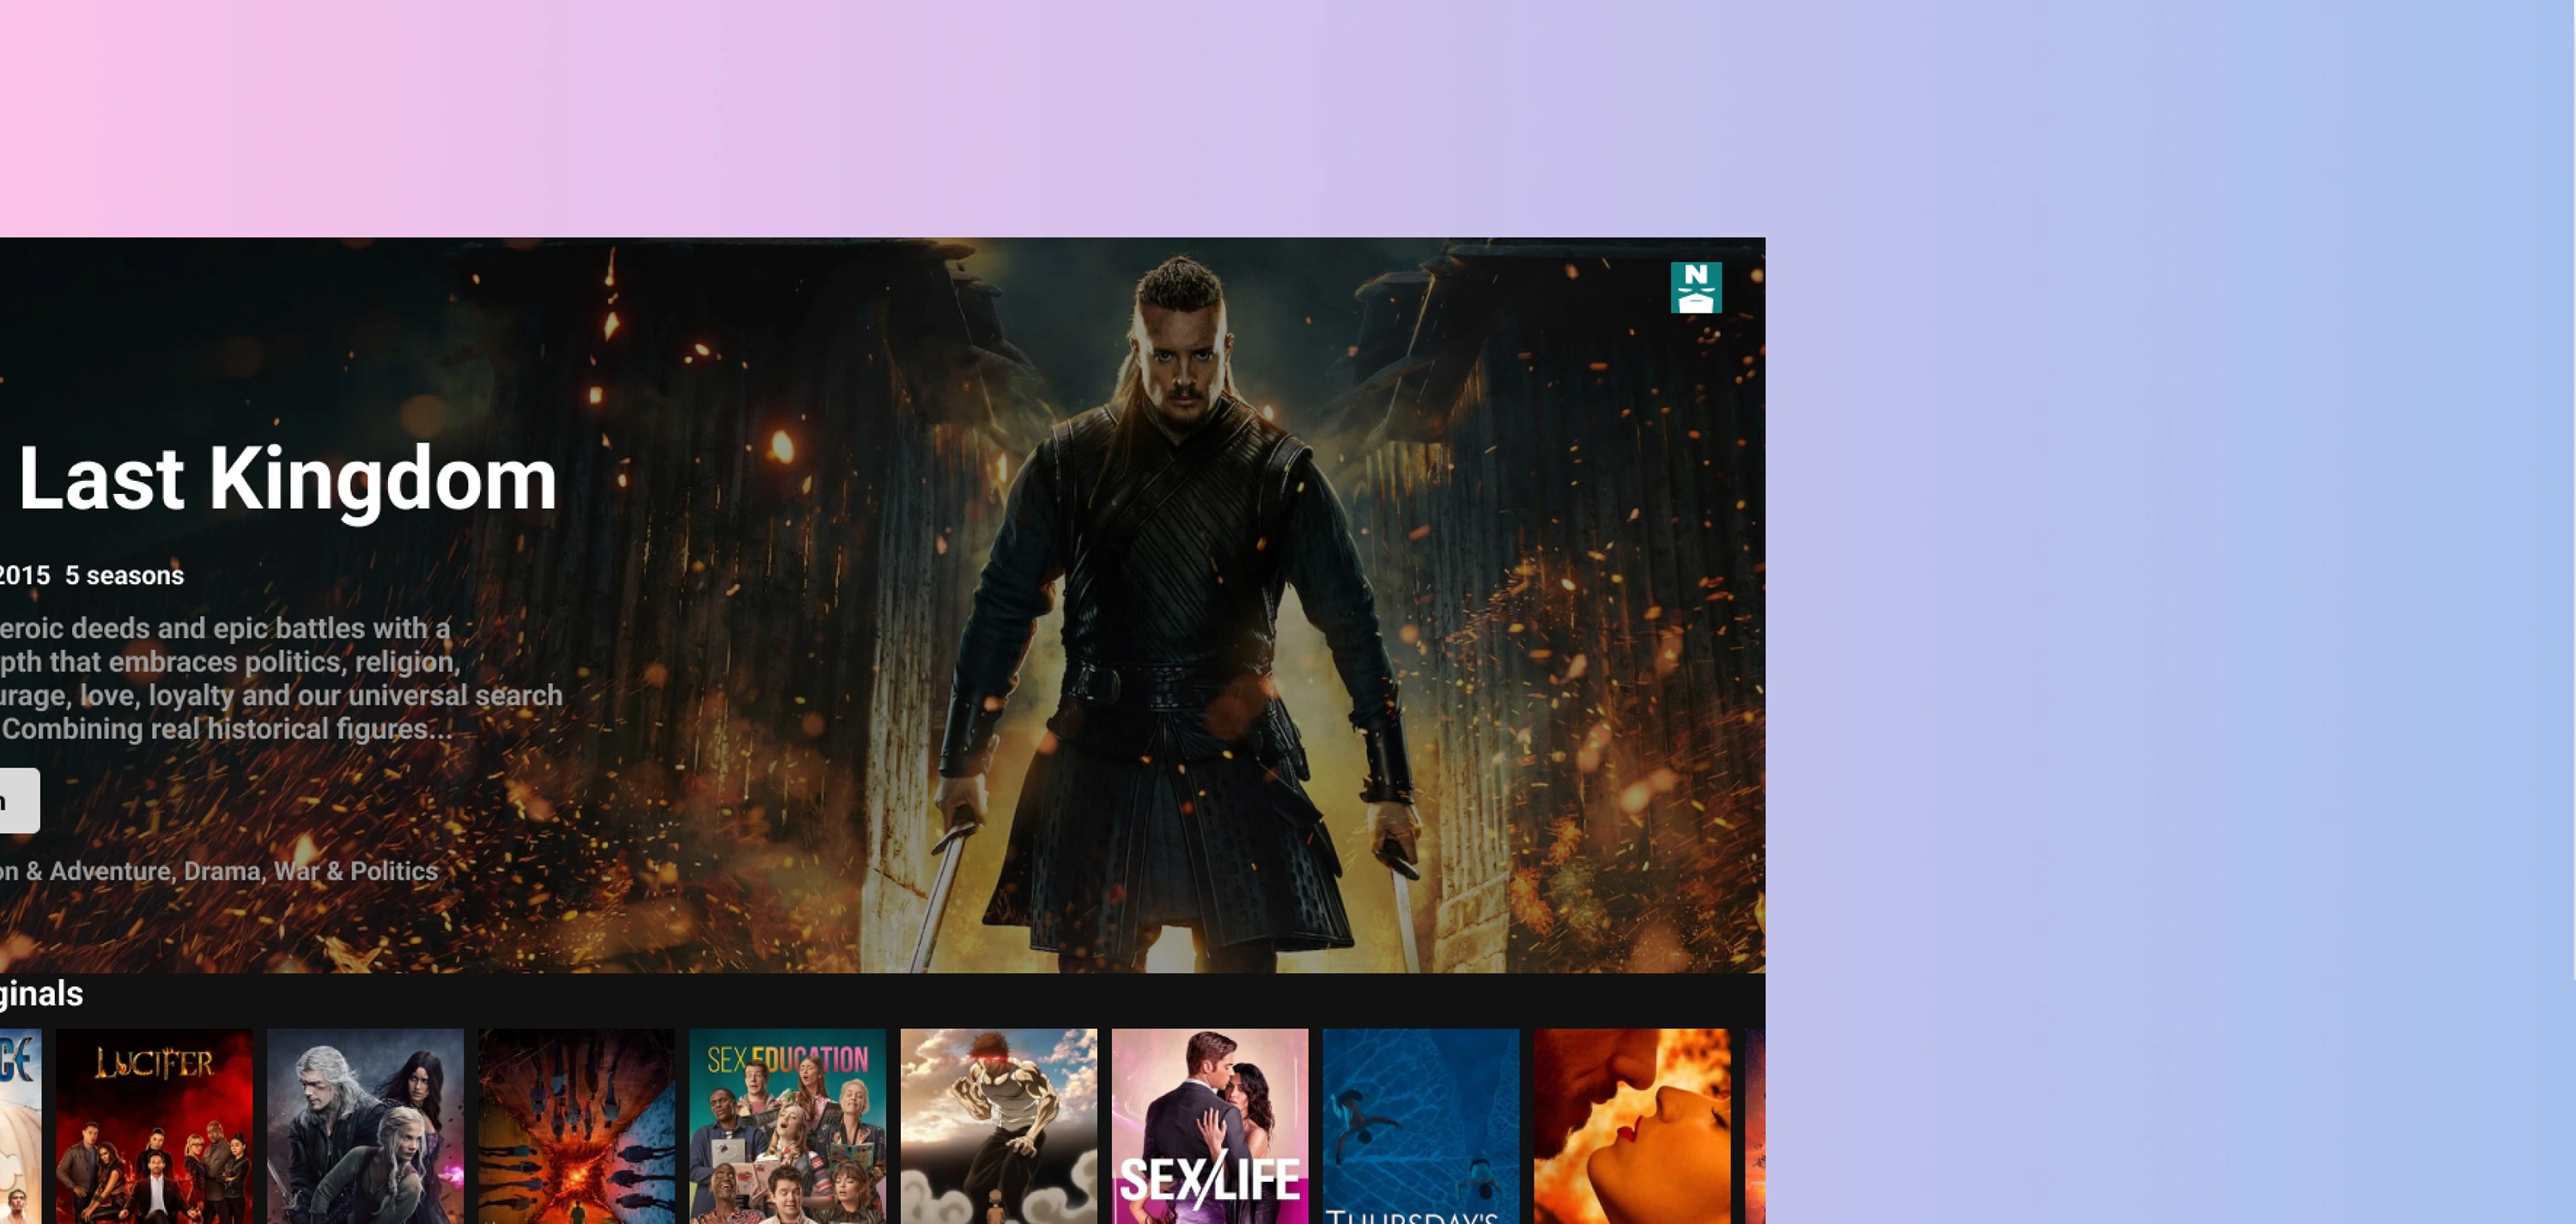 N
Last Kingdom
2015 5 seasons
eroic deeds and epic battles with a
pth that embraces politics, religion,
urage, love, loyalty and our universal search
Combining real historical figures...
n
on & Adventure, Drama, War & Politics
ginals
LUCIFER
SEX EDUCATION
SEX/LIFE
THURSDAY'S